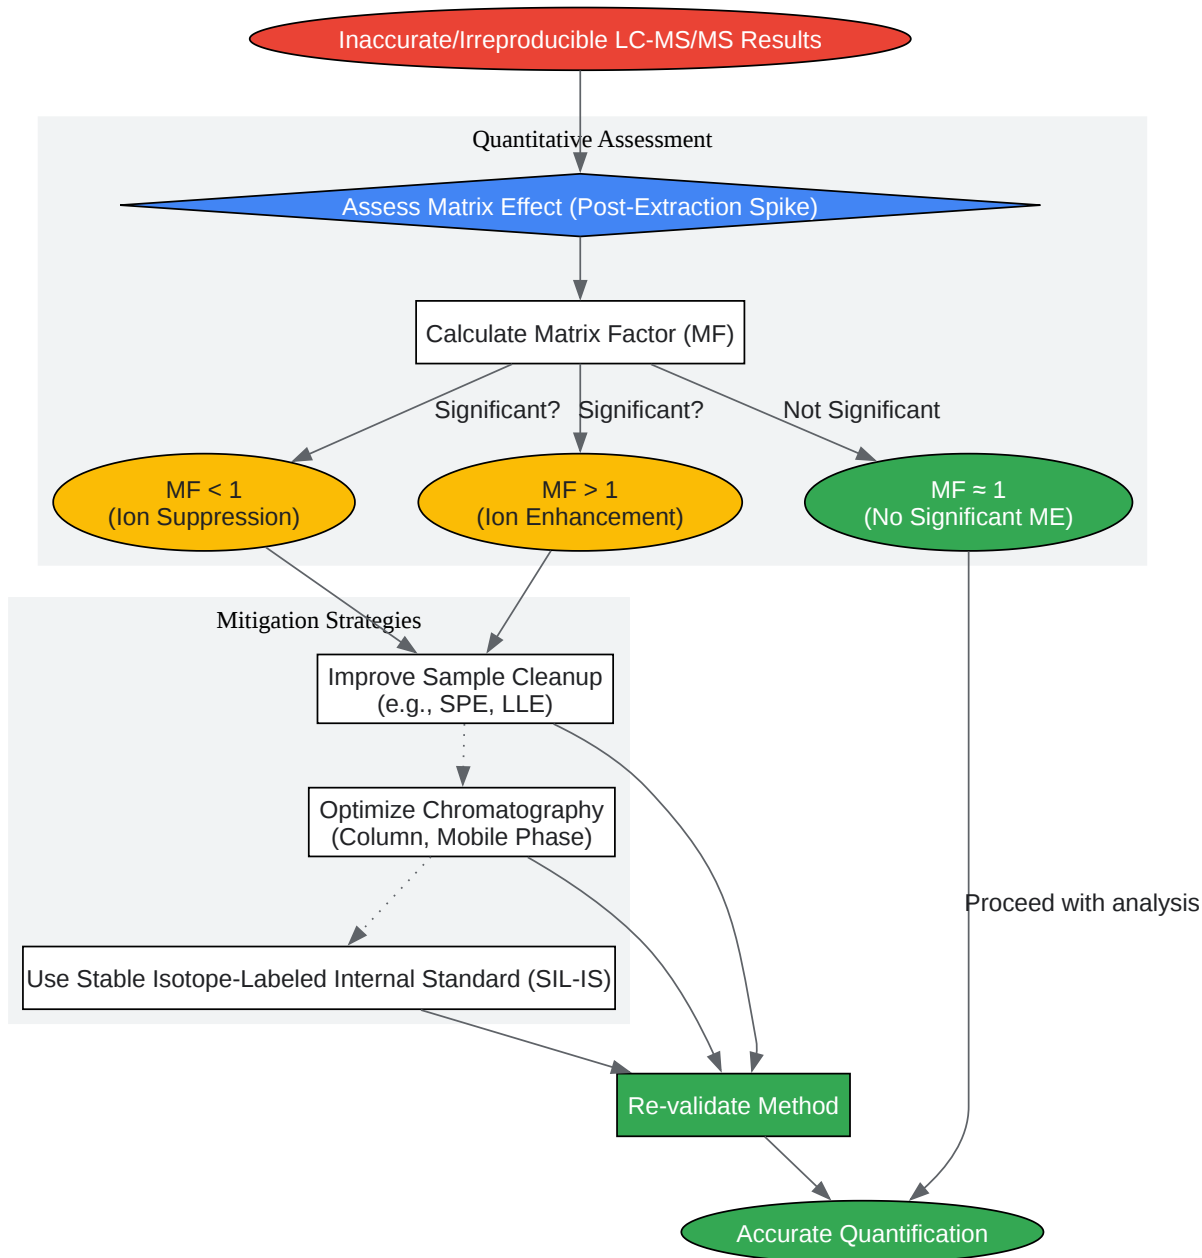 Inaccurate/Irreproducible LC-MS/MS Results
Quantitative Assessment
Assess Matrix Effect (Post-Extraction Spike)
Calculate Matrix Factor (MF)
Significant?
Significant?
Not Significant
MF < 1
(Ion Suppression)
MF > 1
(Ion Enhancement)
MF ≈ 1
(No Significant ME)
Mitigation Strategies
Improve Sample Cleanup
(e.g., SPE, LLE)
Optimize Chromatography
(Column, Mobile Phase)
Proceed with analysis
Use Stable Isotope-Labeled Internal Standard (SIL-IS)
Re-validate Method
Accurate Quantification